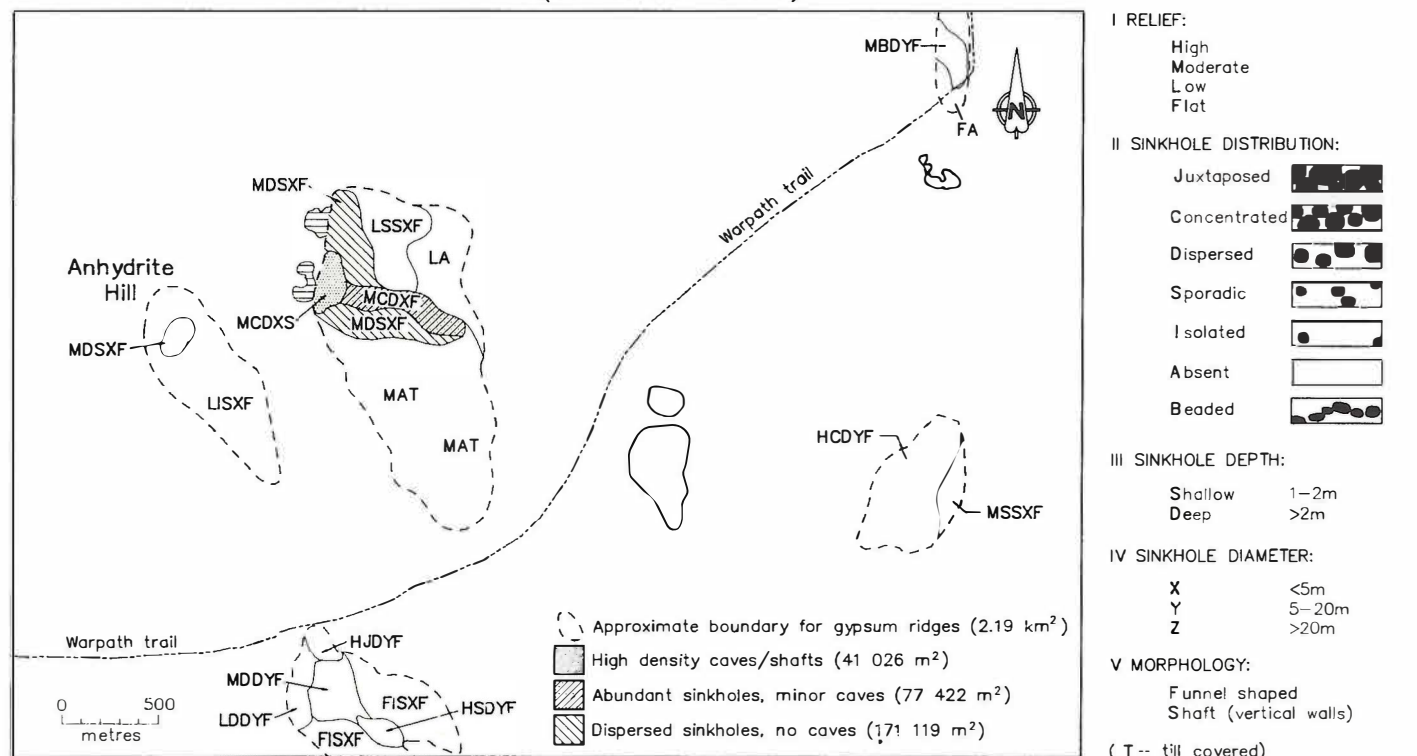 MBDYF
N
FA
Warpath trail
MDSXF
LSSXF
LA
Anhydrite
Hill
MCDXF
MCDXS
MDSXF
MDSXF
LISXF
MAT
MAT
HCDYF
MSSXF
Warpath trail
HJDYF
MDDYF
FISXF
HSDYF
LDDYF
FISXF
0 500
metres
Approximate boundary for gypsum ridges (2.19 km²)
High density caves/shafts (41 026 m²)
Abundant sinkholes, minor caves (77 422 m²)
Dispersed sinkholes, no caves (171 119 m²)
I RELIEF:
High
Moderate
Low
Flat
II SINKHOLE DISTRIBUTION:
Juxtaposed
Concentrated
Dispersed
Sporadic
Isolated
Absent
Beaded
III SINKHOLE DEPTH:
Shallow 1-2m
Deep >2m
IV SINKHOLE DIAMETER:
X <5m
Y 5-20m
Z >20m
V MORPHOLOGY:
Funnel shaped
Shaft (vertical walls)
( T -- till covered)